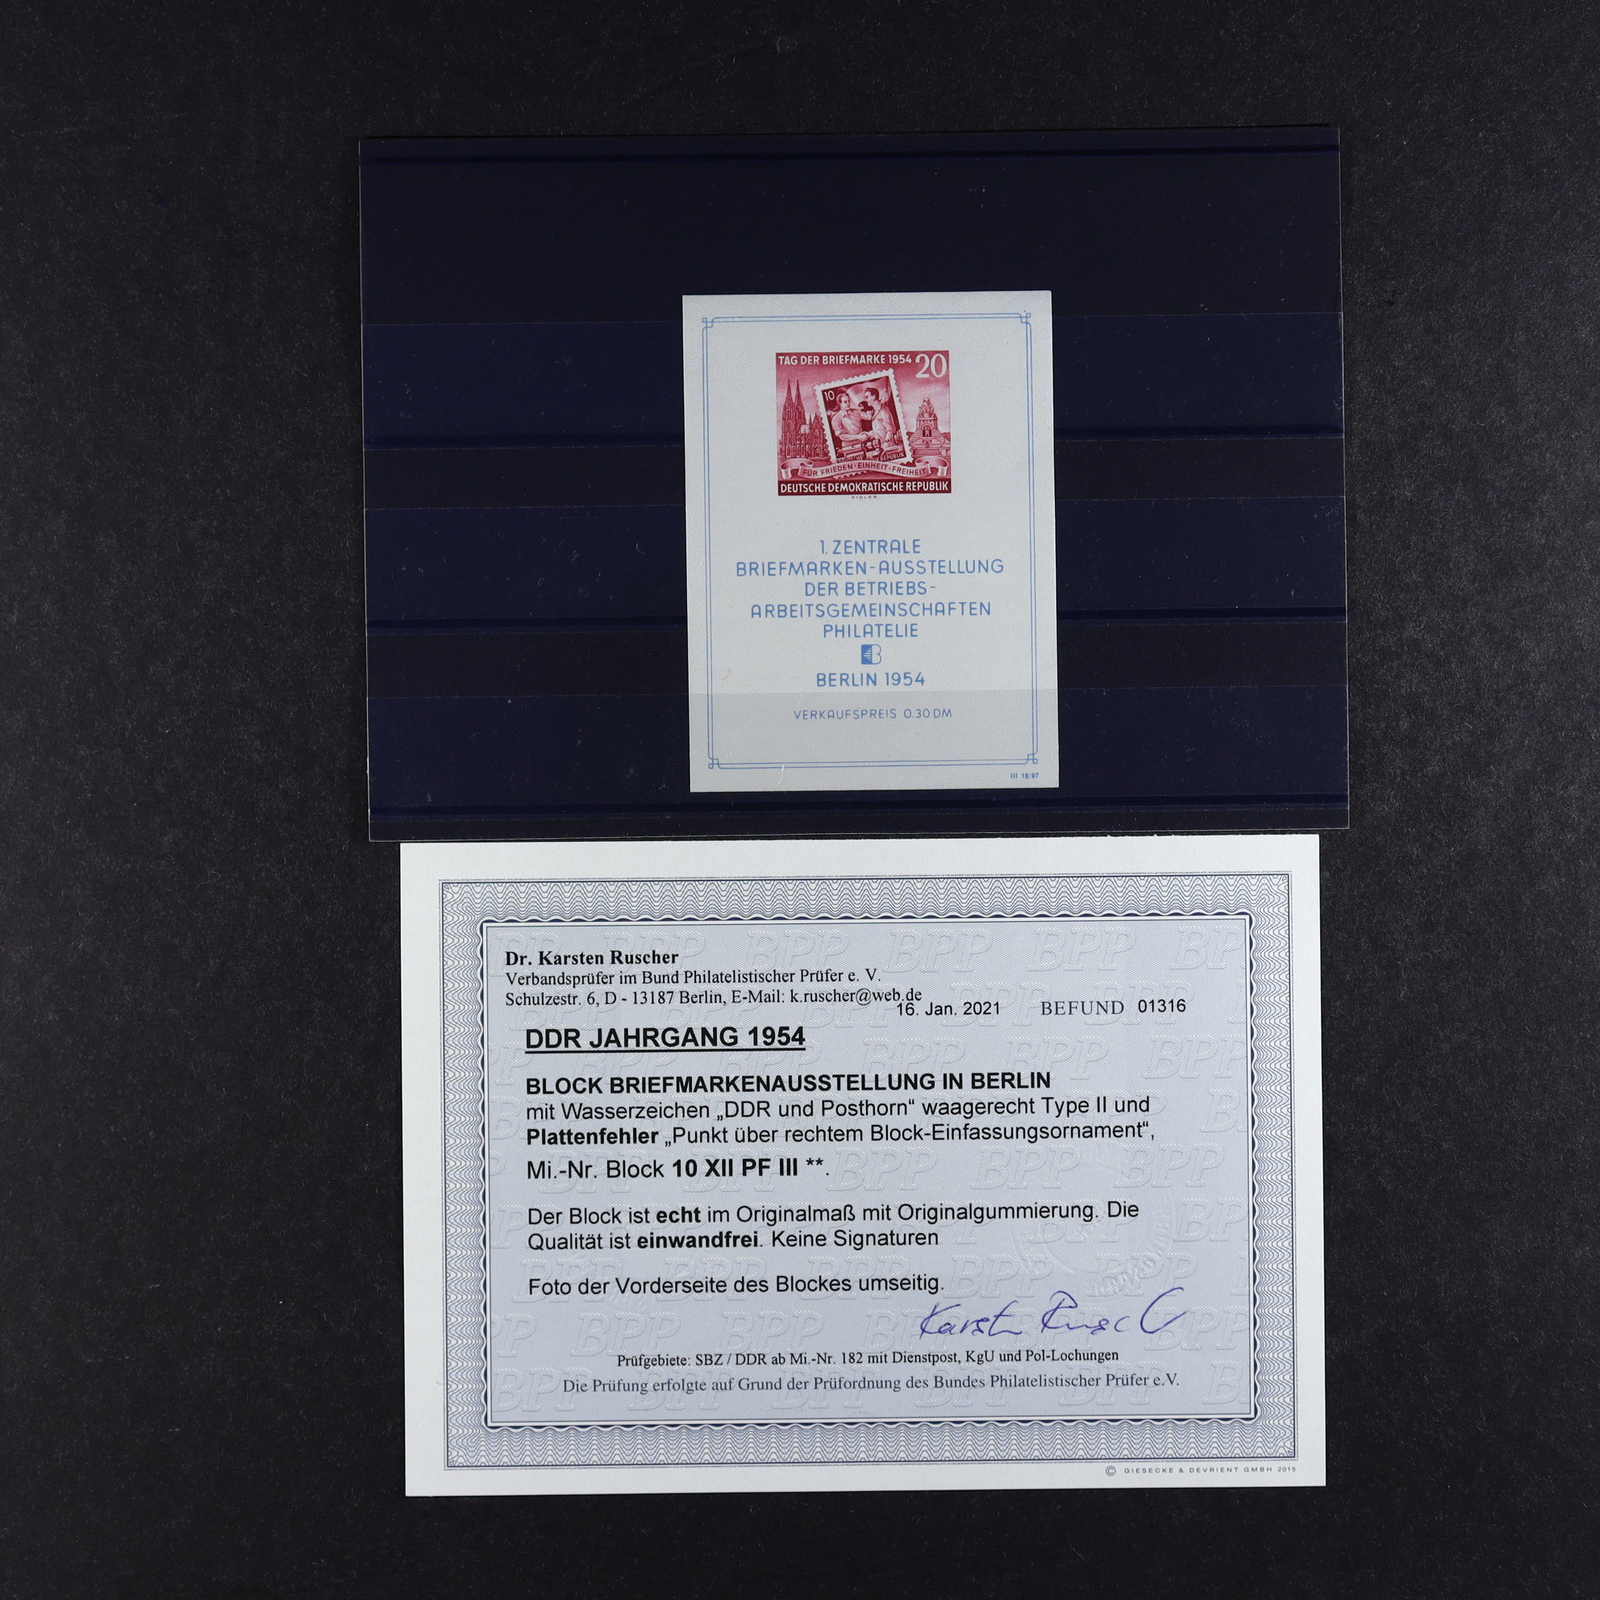 TAG DER BRIEFMARKE 1954 20
10
FÜR FRIEDEN · EINHEIT · FREIHEIT
DEUTSCHE DEMOKRATISCHE REPUBLIK
1. ZENTRALE
BRIEFMARKEN-AUSSTELLUNG
DER BETRIEBS-
ARBEITSGEMEINSCHAFTEN
PHILATELIE
BERLIN 1954
VERKAUFSPREIS 0.30 DM
III 18/97
Dr. Karsten Ruscher
Verbandsprüfer im Bund Philatelistischer Prüfer e. V.
Schulzestr. 6, D - 13187 Berlin, E-Mail: k.ruscher@web.de
16. Jan. 2021 BEFUND 01316
DDR JAHRGANG 1954
BLOCK BRIEFMARKENAUSSTELLUNG IN BERLIN
mit Wasserzeichen „DDR und Posthorn“ waagerecht Type II und
Plattenfehler „Punkt über rechtem Block-Einfassungsornament“,
Mi.-Nr. Block 10 XII PF III **.
Der Block ist echt im Originalmaß mit Originalgummierung. Die
Qualität ist einwandfrei. Keine Signaturen
Foto der Vorderseite des Blockes umseitig.
Prüfgebiete: SBZ / DDR ab Mi.-Nr. 182 mit Dienstpost, KgU und Pol-Lochungen
Die Prüfung erfolgte auf Grund der Prüfordnung des Bundes Philatelistischer Prüfer e.V.
© GIESECKE & DEVRIENT GMBH 2015